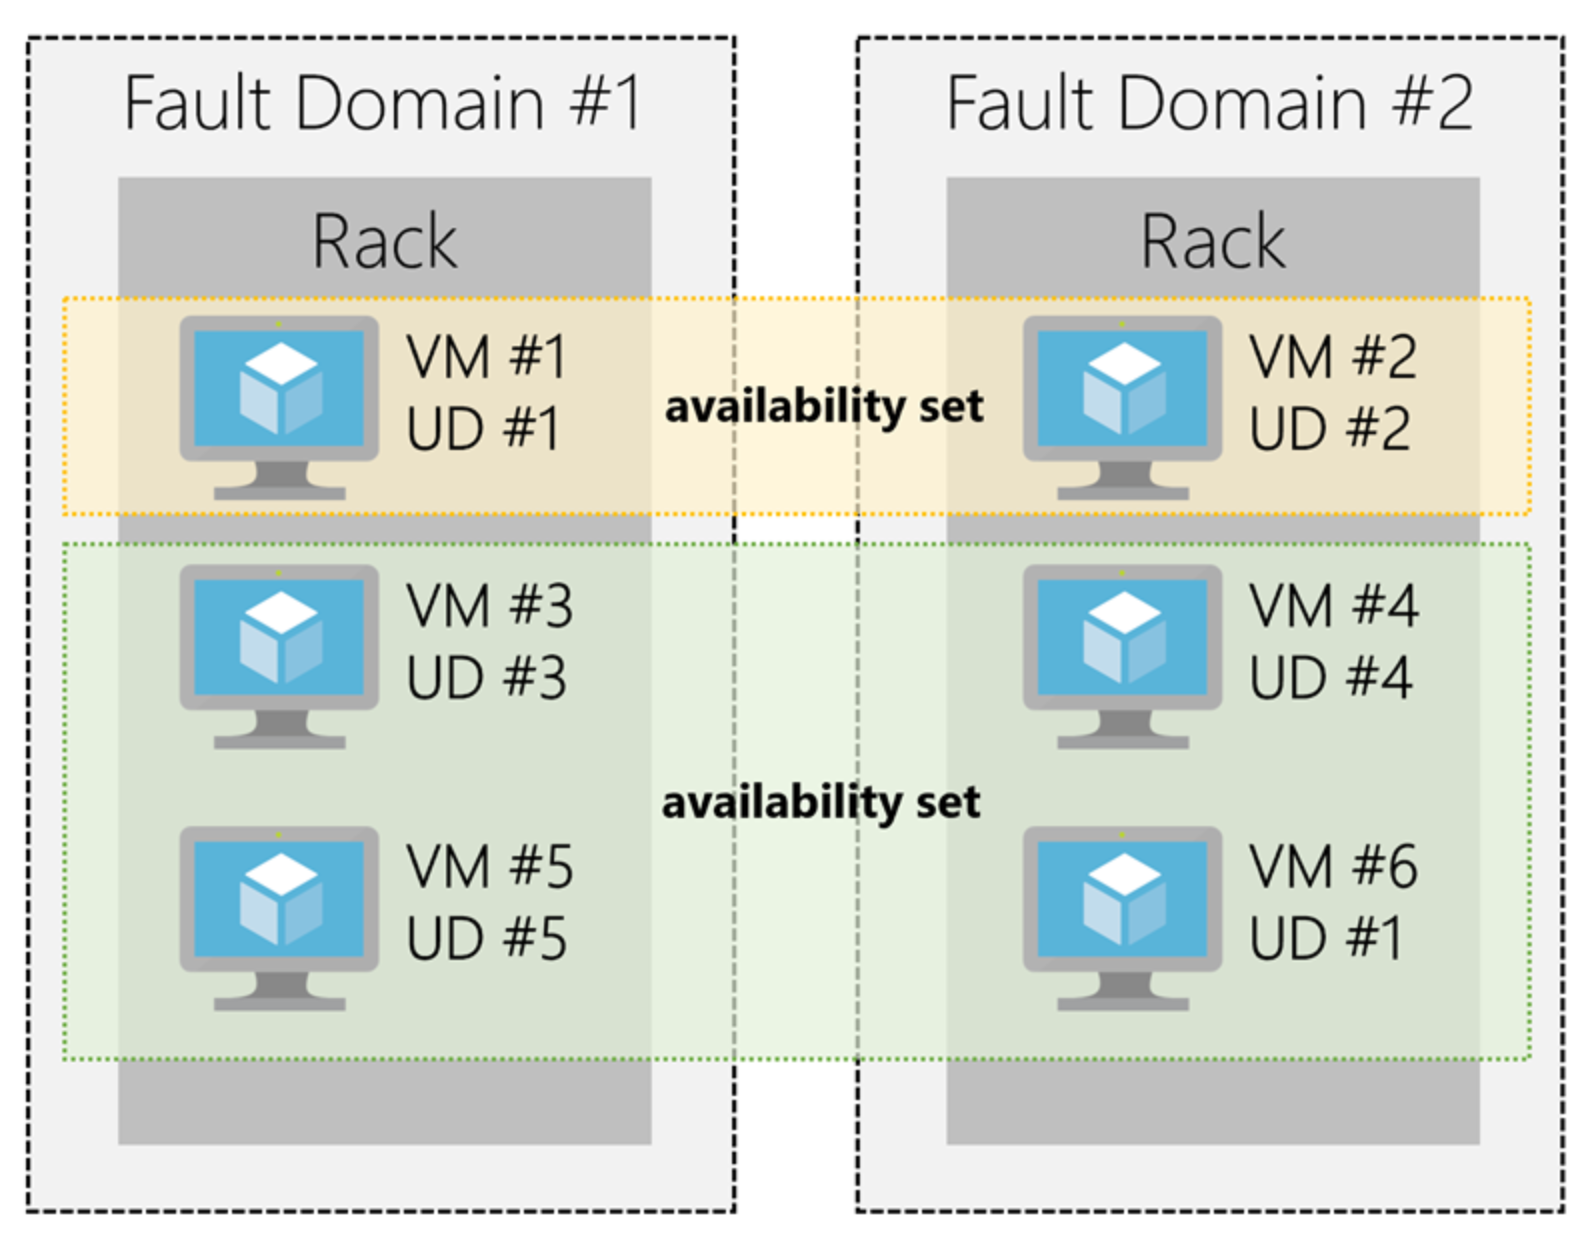 Fault Domain #1
Fault Domain #2
Rack
Rack
VM #1
UD #1
availability set
VM #2
UD #2
VM #3
UD #3
VM #4
UD #4
availability set
VM #5
UD #5
VM #6
UD #1